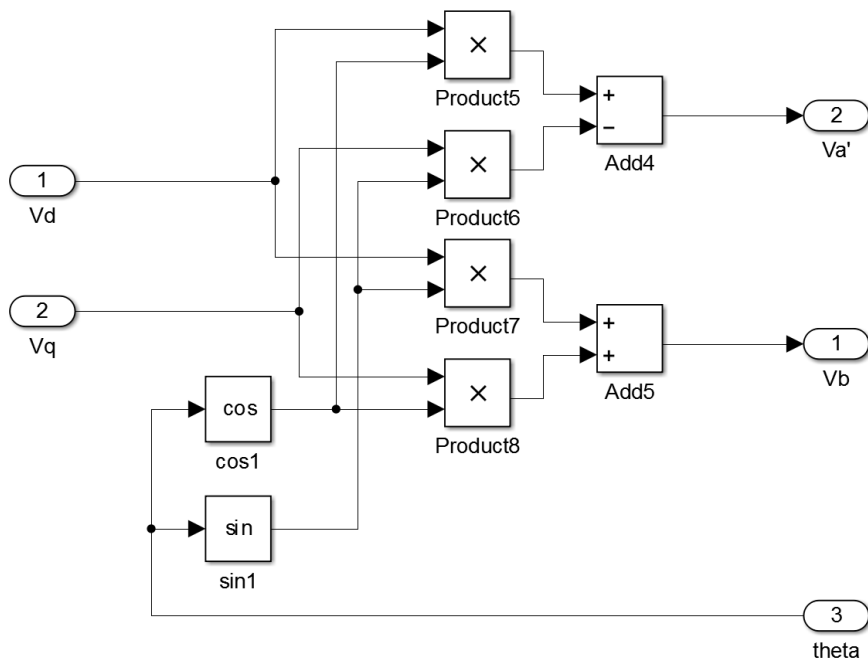 ×
Product5
+
−
Add4
2
Va'
1
Vd
×
Product6
×
Product7
2
Vq
+
+
Add5
1
Vb
×
Product8
cos
cos1
sin
sin1
3
theta